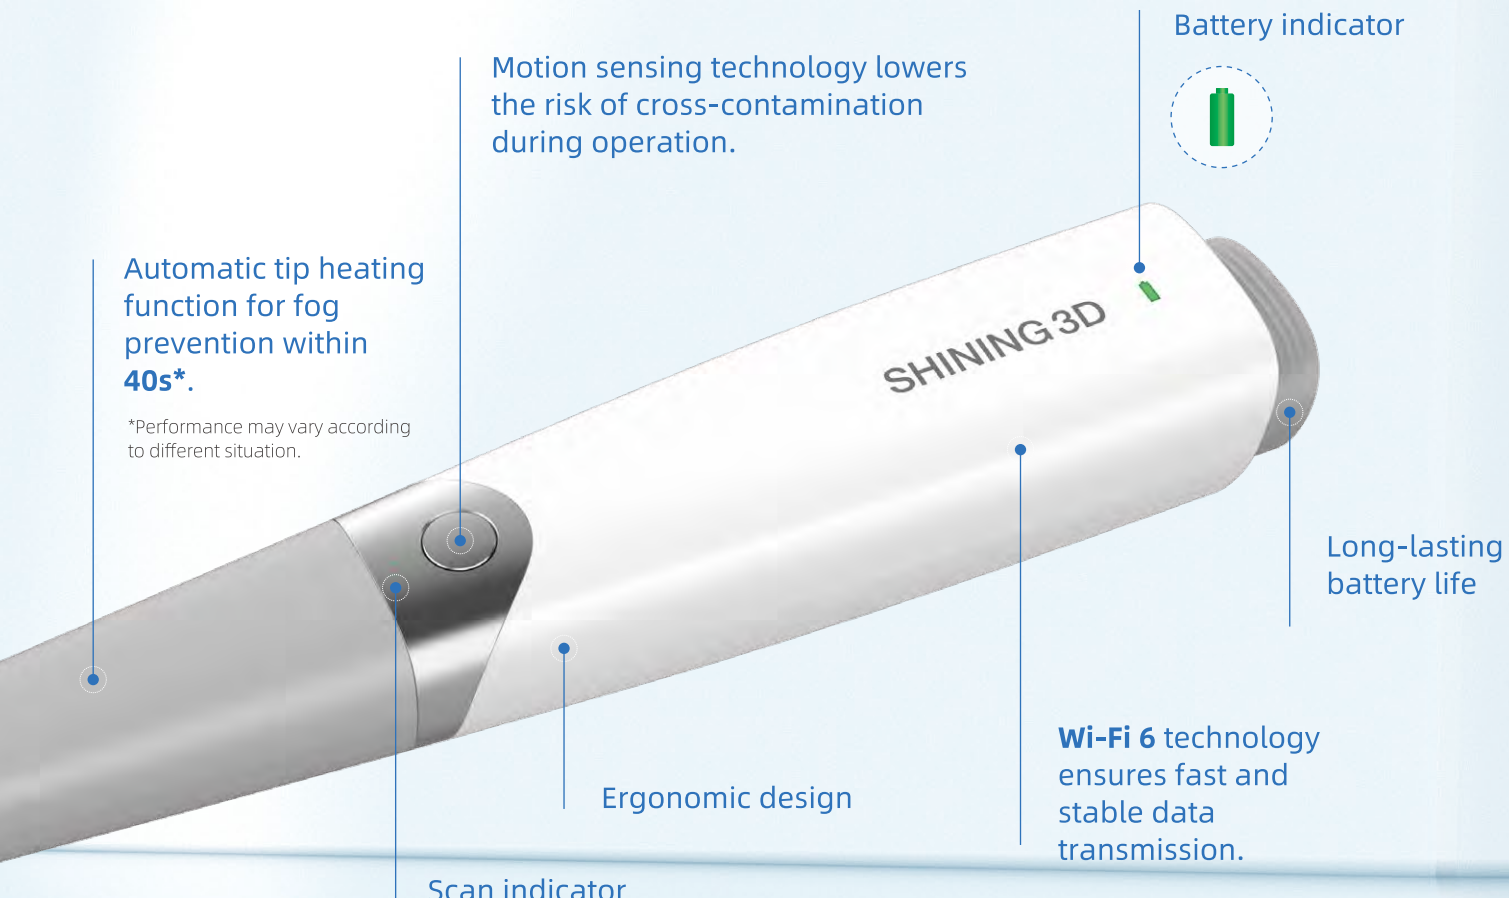 Battery indicator
Motion sensing technology lowers
the risk of cross-contamination
during operation.
Automatic tip heating
function for fog
prevention within
40s*.
*Performance may vary according
to different situation.
SHINING 3D
Long-lasting
battery life
Wi-Fi 6 technology
ensures fast and
stable data
transmission.
Ergonomic design
Scan indicator